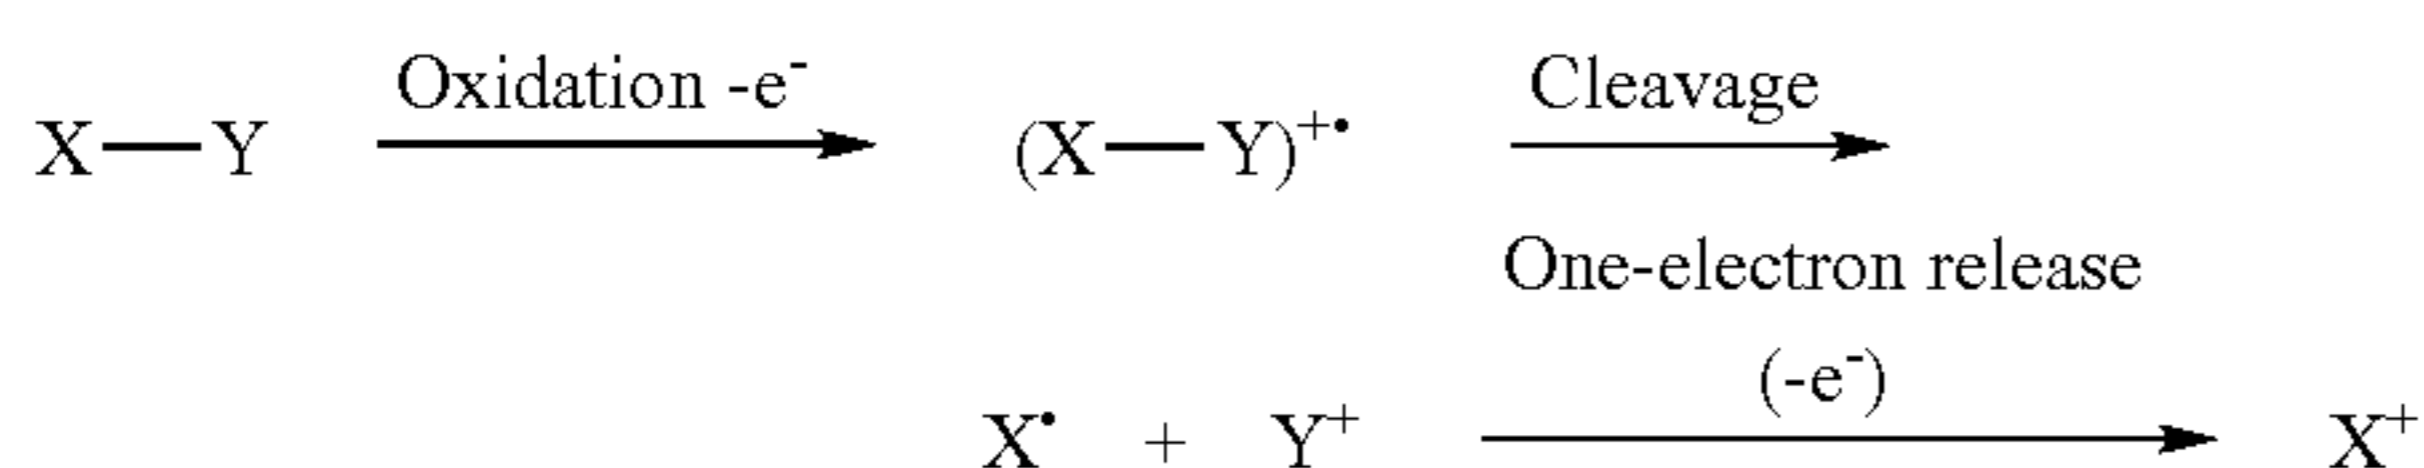 Oxidation -e⁻ Cleavage
X—Y (X—Y)⁺•
One-electron release
(-e⁻)
X• + Y⁺ X⁺